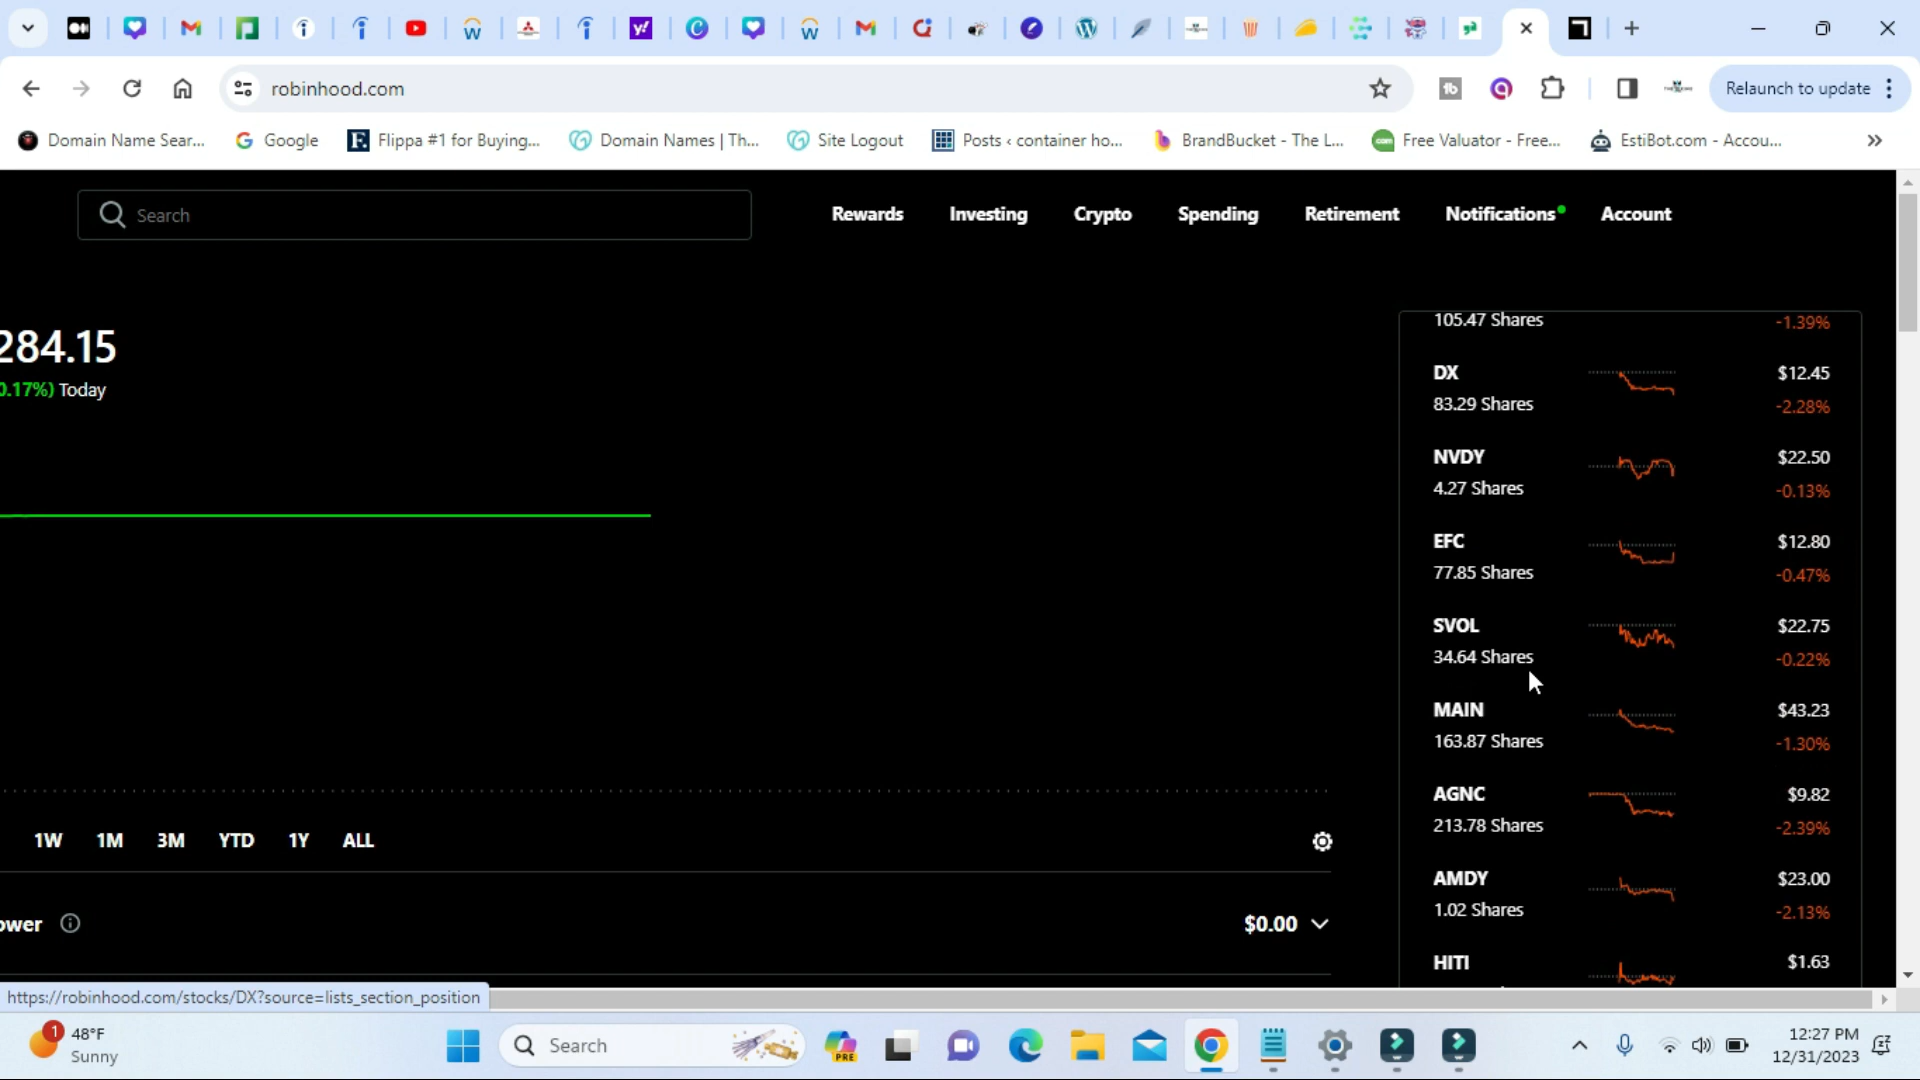 robinhood.com
Relaunch to update
Domain Name Sear...
Google
Flippa #1 for Buying...
Domain Names | Th...
Site Logout
Posts ‹ container ho...
BrandBucket - The L...
Free Valuator - Free...
EstiBot.com - Accou...
Search
Rewards
Investing
Crypto
Spending
Retirement
Notifications
Account
284.15
0.17%) Today
105.47 Shares
-1.39%
DX
$12.45
83.29 Shares
-2.28%
NVDY
$22.50
4.27 Shares
-0.13%
EFC
$12.80
77.85 Shares
-0.47%
SVOL
$22.75
34.64 Shares
-0.22%
MAIN
$43.23
163.87 Shares
-1.30%
AGNC
$9.82
213.78 Shares
-2.39%
AMDY
$23.00
1.02 Shares
-2.13%
HITI
$1.63
1W
1M
3M
YTD
1Y
ALL
ower
$0.00
https://robinhood.com/stocks/DX?source=lists_section_position
1
48°F
Sunny
Search
PRE
12:27 PM
12/31/2023